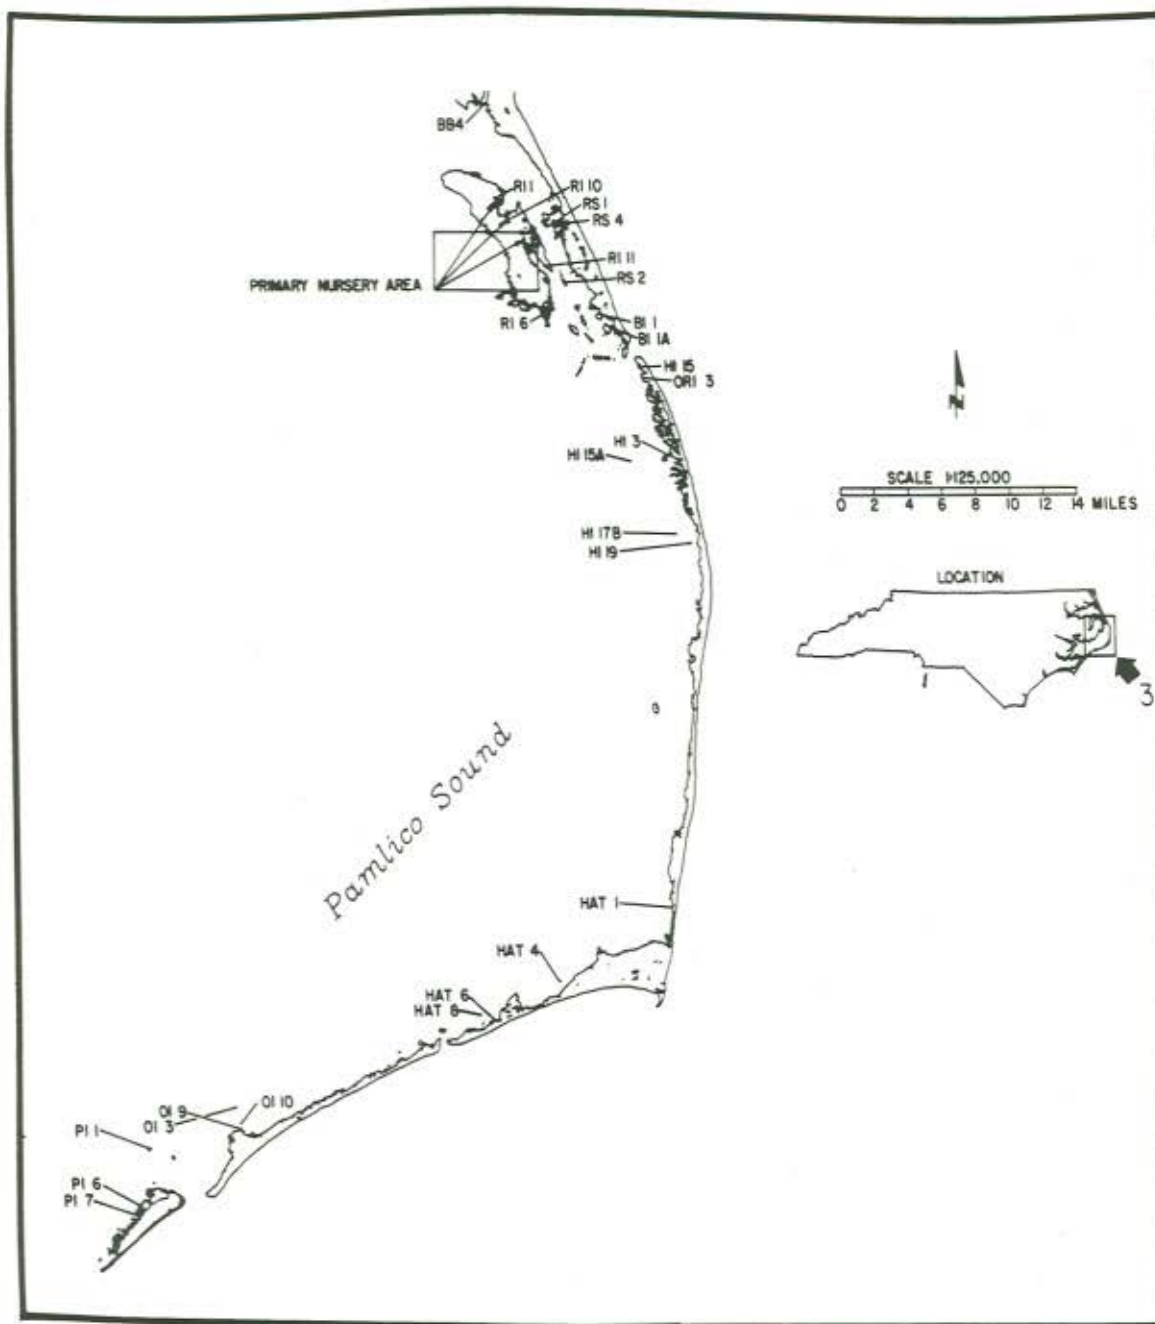 BB4
RI 1
RI 10
RS 1
RS 4
RI 11
PRIMARY NURSERY AREA
RS 2
RI 6
BI 1
BI 1A
HI 15
ORI 3
HI 3
HI 15A
N
SCALE 1:125,000
0 2 4 6 8 10 12 14 MILES
HI 17B
HI 19
LOCATION
3
Pamlico Sound
HAT 1
HAT 4
HAT 6
HAT 8
OI 9
OI 10
OI 3
PI 1
PI 6
PI 7